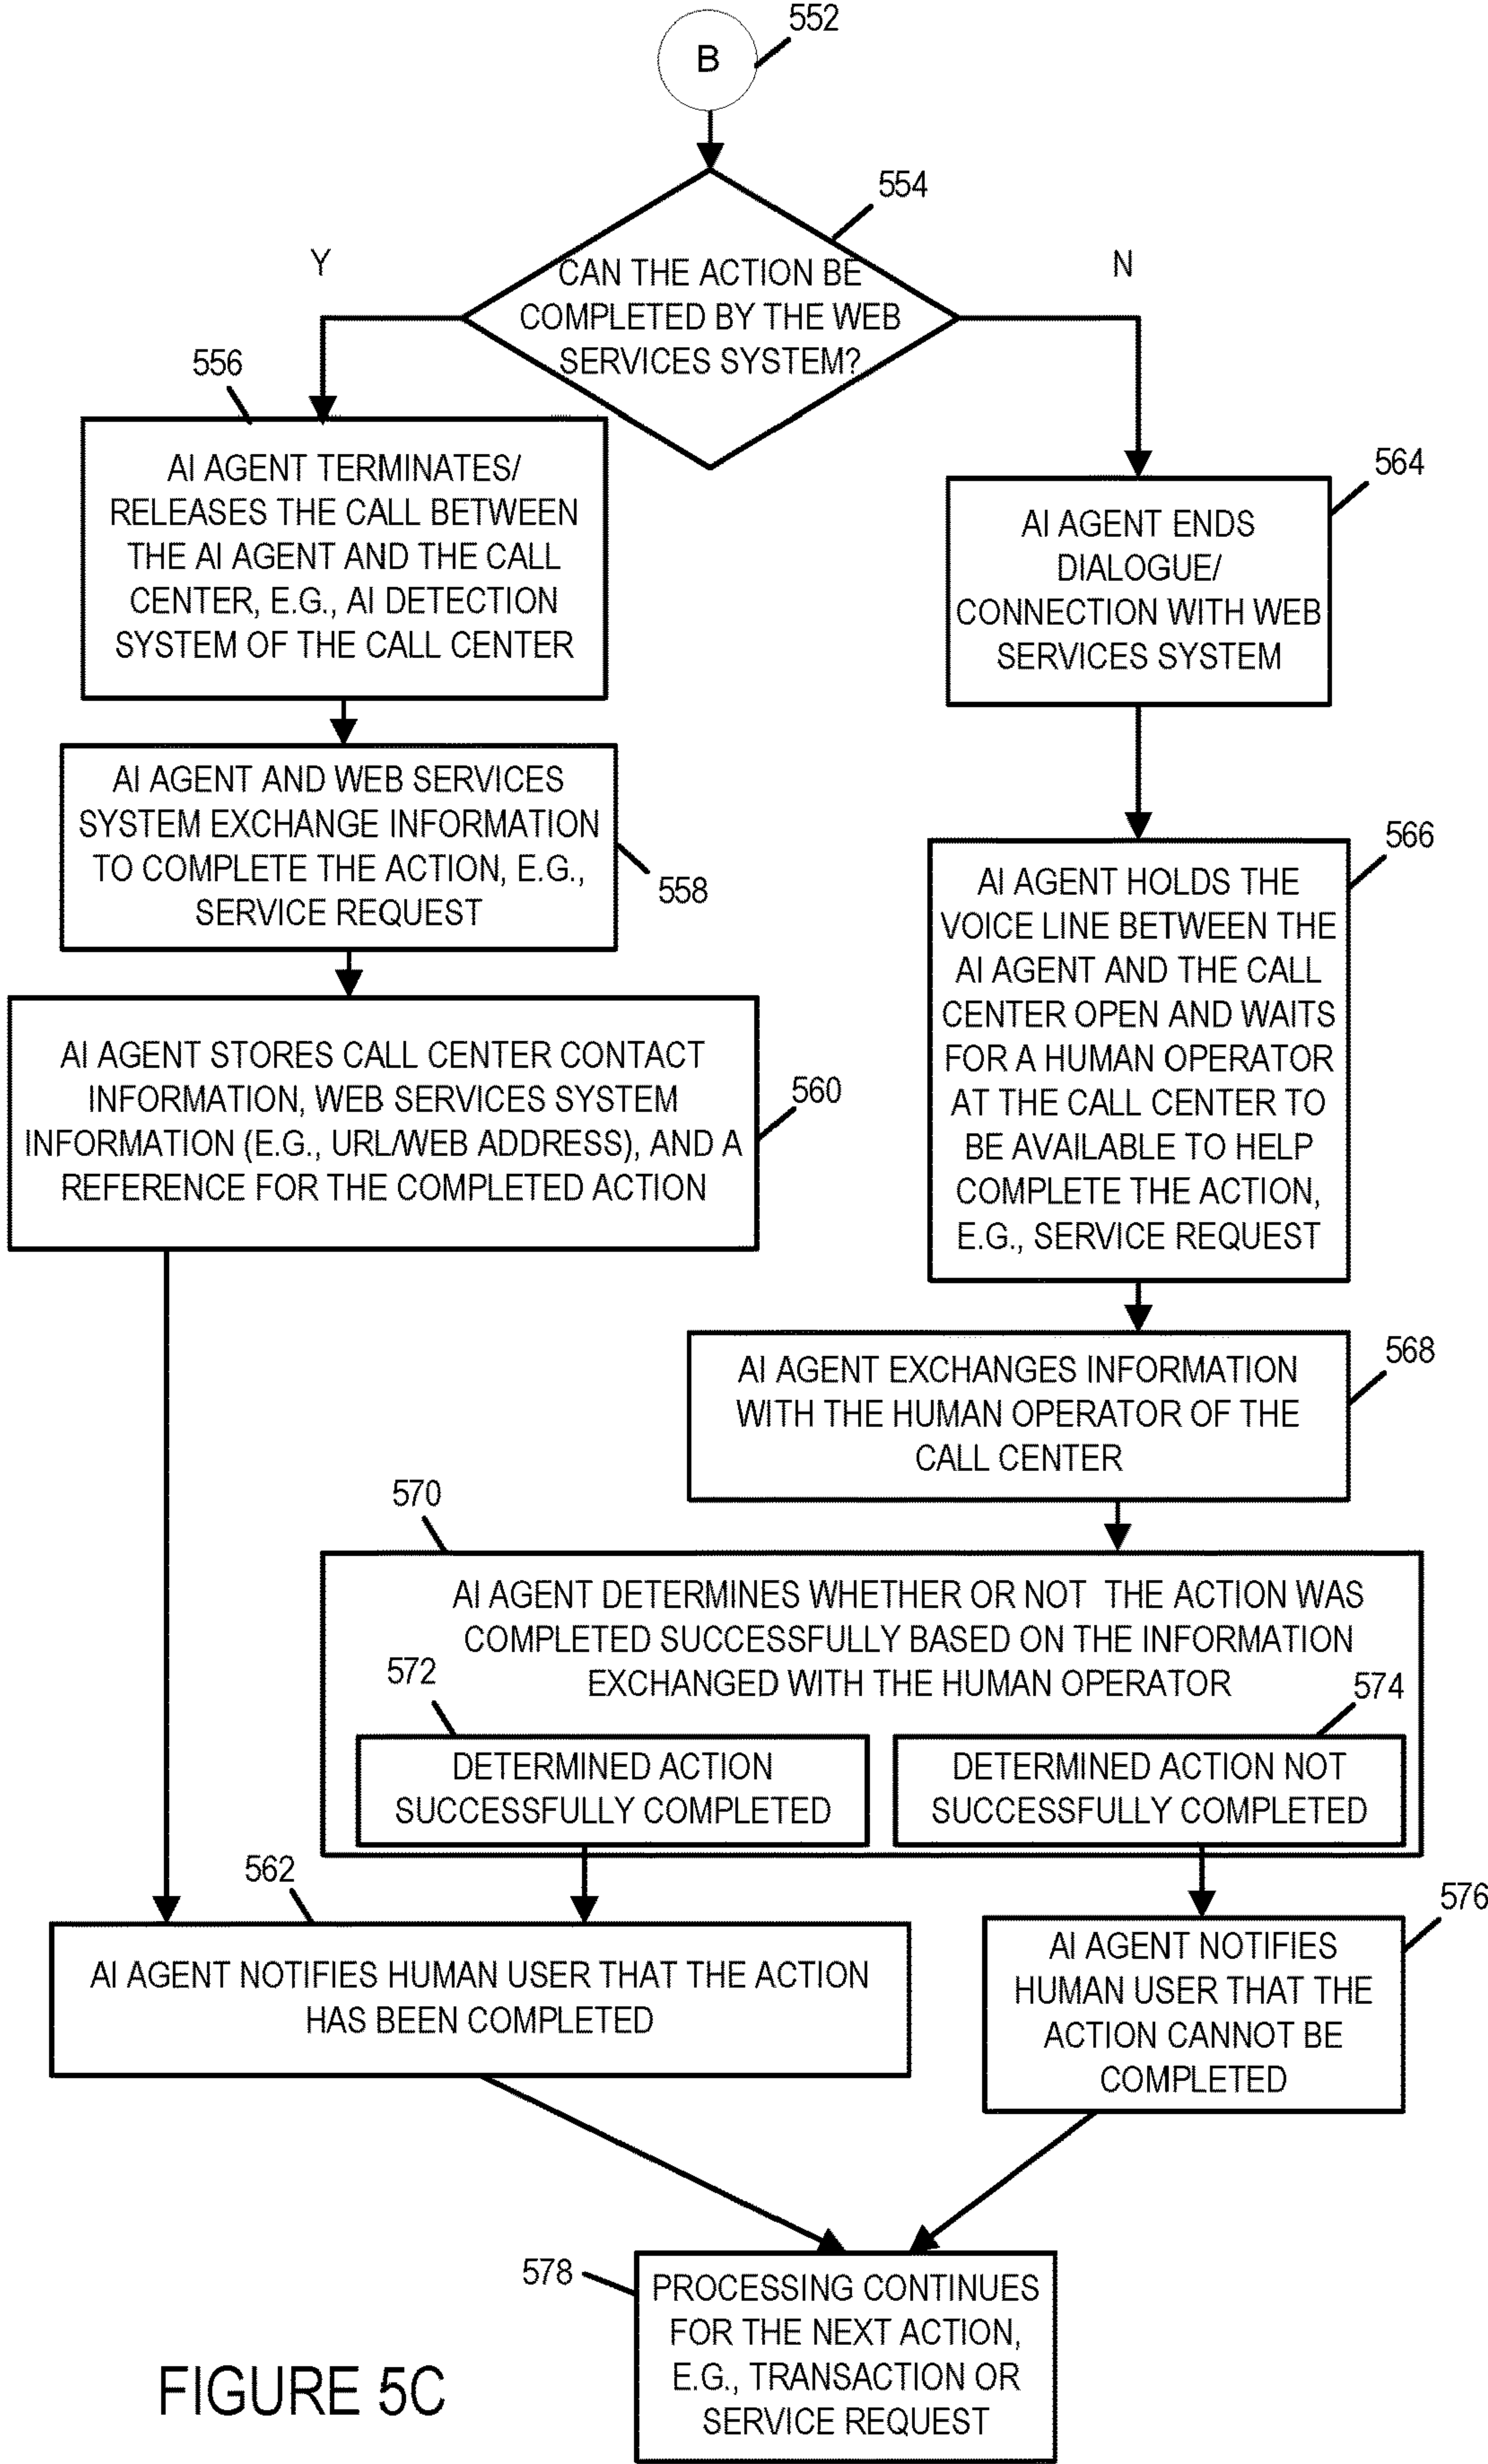 B
552
554
Y
N
CAN THE ACTION BE
COMPLETED BY THE WEB
SERVICES SYSTEM?
556
AI AGENT TERMINATES/
RELEASES THE CALL BETWEEN
THE AI AGENT AND THE CALL
CENTER, E.G., AI DETECTION
SYSTEM OF THE CALL CENTER
564
AI AGENT ENDS
DIALOGUE/
CONNECTION WITH WEB
SERVICES SYSTEM
AI AGENT AND WEB SERVICES
SYSTEM EXCHANGE INFORMATION
TO COMPLETE THE ACTION, E.G.,
SERVICE REQUEST
558
566
AI AGENT HOLDS THE
VOICE LINE BETWEEN THE
AI AGENT AND THE CALL
CENTER OPEN AND WAITS
FOR A HUMAN OPERATOR
AT THE CALL CENTER TO
BE AVAILABLE TO HELP
COMPLETE THE ACTION,
E.G., SERVICE REQUEST
AI AGENT STORES CALL CENTER CONTACT
INFORMATION, WEB SERVICES SYSTEM
INFORMATION (E.G., URL/WEB ADDRESS), AND A
REFERENCE FOR THE COMPLETED ACTION
560
568
AI AGENT EXCHANGES INFORMATION
WITH THE HUMAN OPERATOR OF THE
CALL CENTER
570
AI AGENT DETERMINES WHETHER OR NOT THE ACTION WAS
COMPLETED SUCCESSFULLY BASED ON THE INFORMATION
EXCHANGED WITH THE HUMAN OPERATOR
572
574
DETERMINED ACTION
SUCCESSFULLY COMPLETED
DETERMINED ACTION NOT
SUCCESSFULLY COMPLETED
562
AI AGENT NOTIFIES HUMAN USER THAT THE ACTION
HAS BEEN COMPLETED
576
AI AGENT NOTIFIES
HUMAN USER THAT THE
ACTION CANNOT BE
COMPLETED
578
PROCESSING CONTINUES
FOR THE NEXT ACTION,
E.G., TRANSACTION OR
SERVICE REQUEST
FIGURE 5C